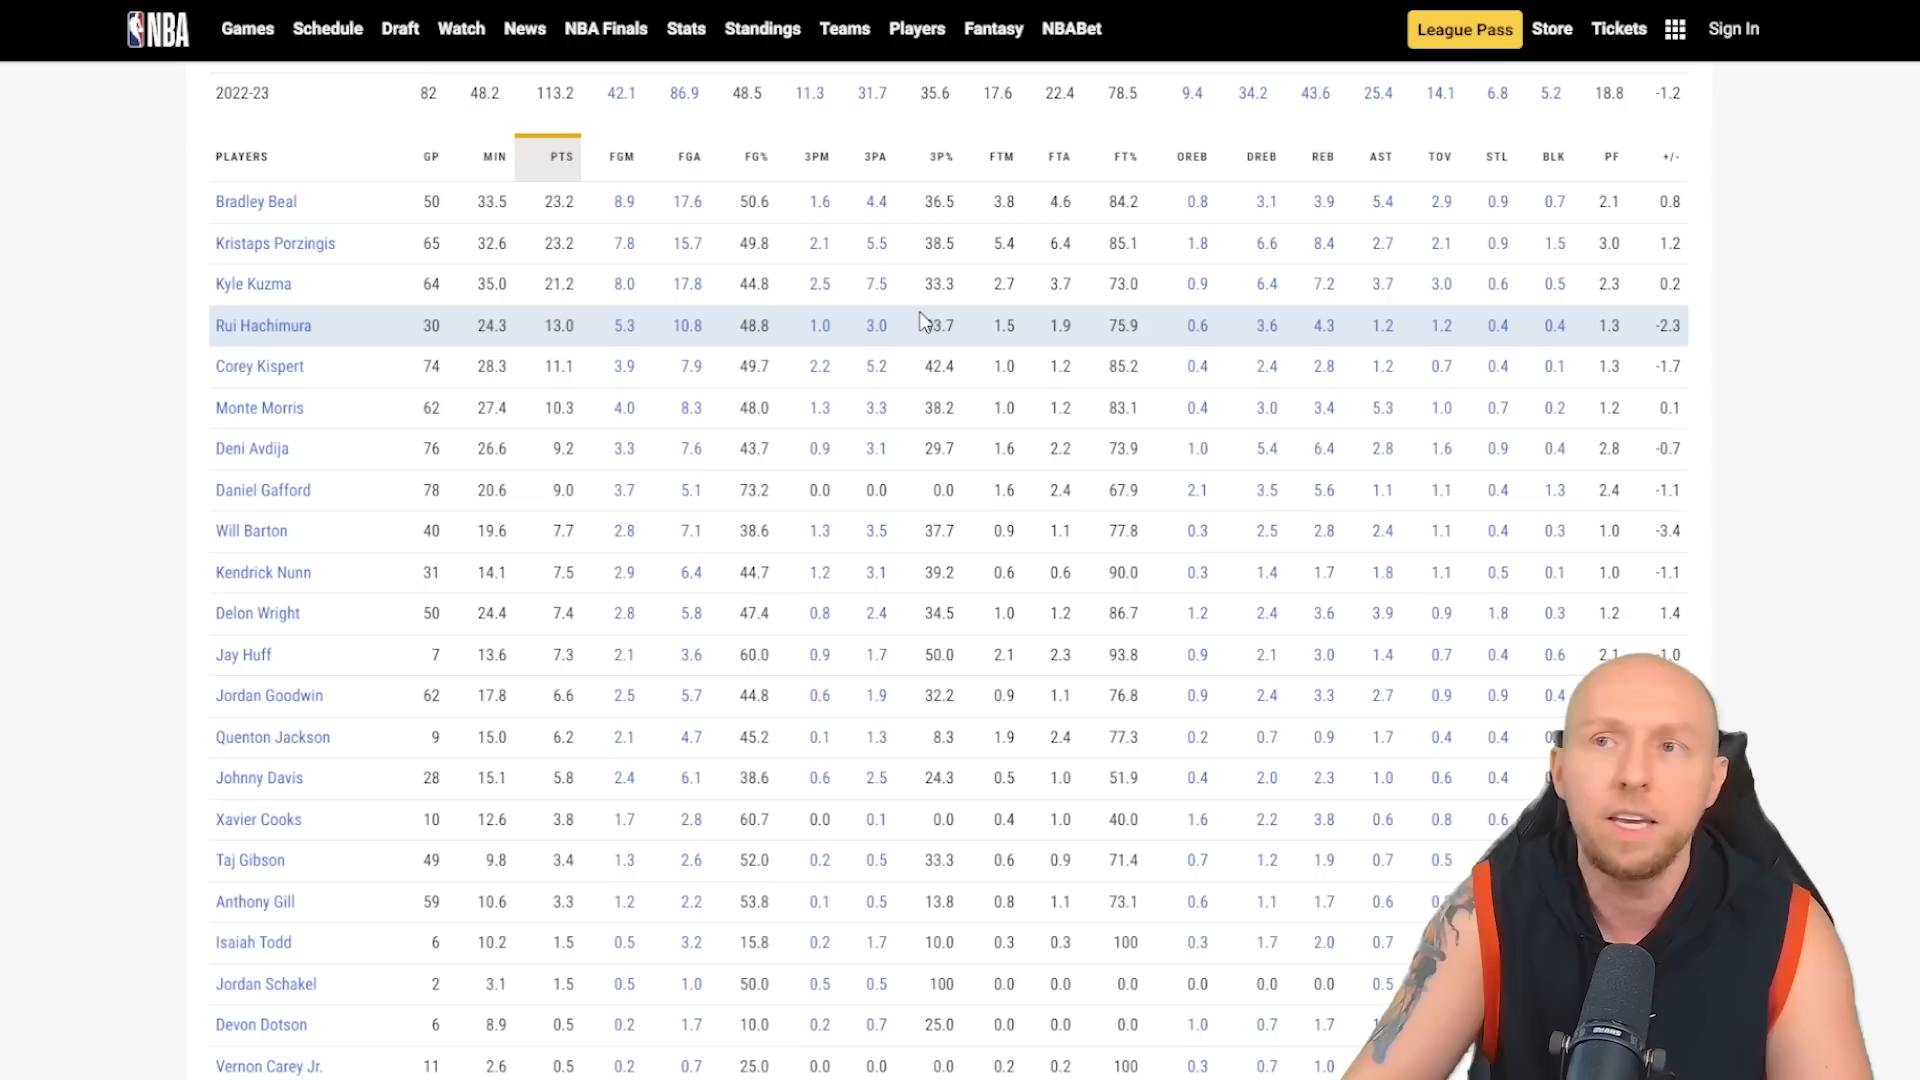 NBA Games Schedule Draft Watch News NBA Finals Stats Standings Teams Players Fantasy NBABet League Pass Store Tickets Sign In
2022-23 82 48.2 113.2 42.1 86.9 48.5 11.3 31.7 35.6 17.6 22.4 78.5 9.4 34.2 43.6 25.4 14.1 6.8 5.2 18.8 -1.2
PLAYERS GP MIN PTS FGM FGA FG% 3PM 3PA 3P% FTM FTA FT% OREB DREB REB AST TOV STL BLK PF +/-
Bradley Beal 50 33.5 23.2 8.9 17.6 50.6 1.6 4.4 36.5 3.8 4.6 84.2 0.8 3.1 3.9 5.4 2.9 0.9 0.7 2.1 0.8
Kristaps Porzingis 65 32.6 23.2 7.8 15.7 49.8 2.1 5.5 38.5 5.4 6.4 85.1 1.8 6.6 8.4 2.7 2.1 0.9 1.5 3.0 1.2
Kyle Kuzma 64 35.0 21.2 8.0 17.8 44.8 2.5 7.5 33.3 2.7 3.7 73.0 0.9 6.4 7.2 3.7 3.0 0.6 0.5 2.3 0.2
Rui Hachimura 30 24.3 13.0 5.3 10.8 48.8 1.0 3.0 1.5 1.9 75.9 0.6 3.6 4.3 1.2 1.2 0.4 0.4 1.3 -2.3
Corey Kispert 74 28.3 11.1 3.9 7.9 49.7 2.2 5.2 42.4 1.0 1.2 85.2 0.4 2.4 2.8 1.2 0.7 0.4 0.1 1.3 -1.7
Monte Morris 62 27.4 10.3 4.0 8.3 48.0 1.3 3.3 38.2 1.0 1.2 83.1 0.4 3.0 3.4 5.3 1.0 0.7 0.2 1.2 0.1
Deni Avdija 76 26.6 9.2 3.3 7.6 43.7 0.9 3.1 29.7 1.6 2.2 73.9 1.0 5.4 6.4 2.8 1.6 0.9 0.4 2.8 -0.7
Daniel Gafford 78 20.6 9.0 3.7 5.1 73.2 0.0 0.0 0.0 1.6 2.4 67.9 2.1 3.5 5.6 1.1 1.1 0.4 1.3 2.4 -1.1
Will Barton 40 19.6 7.7 2.8 7.1 38.6 1.3 3.5 37.7 0.9 1.1 77.8 0.3 2.5 2.8 2.4 1.1 0.4 0.3 1.0 -3.4
Kendrick Nunn 31 14.1 7.5 2.9 6.4 44.7 1.2 3.1 39.2 0.6 0.6 90.0 0.3 1.4 1.7 1.8 1.1 0.5 0.1 1.0 -1.1
Delon Wright 50 24.4 7.4 2.8 5.8 47.4 0.8 2.4 34.5 1.0 1.2 86.7 1.2 2.4 3.6 3.9 0.9 1.8 0.3 1.2 1.4
Jay Huff 7 13.6 7.3 2.1 3.6 60.0 0.9 1.7 50.0 2.1 2.3 93.8 0.9 2.1 3.0 1.4 0.7 0.4 0.6 2.1 -1.0
Jordan Goodwin 62 17.8 6.6 2.5 5.7 44.8 0.6 1.9 32.2 0.9 1.1 76.8 0.9 2.4 3.3 2.7 0.9 0.9 0.4
Quenton Jackson 9 15.0 6.2 2.1 4.7 45.2 0.1 1.3 8.3 1.9 2.4 77.3 0.2 0.7 0.9 1.7 0.4 0.4
Johnny Davis 28 15.1 5.8 2.4 6.1 38.6 0.6 2.5 24.3 0.5 1.0 51.9 0.4 2.0 2.3 1.0 0.6 0.4
Xavier Cooks 10 12.6 3.8 1.7 2.8 60.7 0.0 0.1 0.0 0.4 1.0 40.0 1.6 2.2 3.8 0.6 0.8 0.6
Taj Gibson 49 9.8 3.4 1.3 2.6 52.0 0.2 0.5 33.3 0.6 0.9 71.4 0.7 1.2 1.9 0.7 0.5
Anthony Gill 59 10.6 3.3 1.2 2.2 53.8 0.1 0.5 13.8 0.8 1.1 73.1 0.6 1.1 1.7 0.6
Isaiah Todd 6 10.2 1.5 0.5 3.2 15.8 0.2 1.7 10.0 0.3 0.3 100 0.3 1.7 2.0 0.7
Jordan Schakel 2 3.1 1.5 0.5 1.0 50.0 0.5 0.5 100 0.0 0.0 0.0 0.0 0.0 0.0 0.5
Devon Dotson 6 8.9 0.5 0.2 1.7 10.0 0.2 0.7 25.0 0.0 0.0 0.0 1.0 0.7 1.7
Vernon Carey Jr. 11 2.6 0.5 0.2 0.7 25.0 0.0 0.0 0.0 0.2 0.2 100 0.3 0.7 1.0